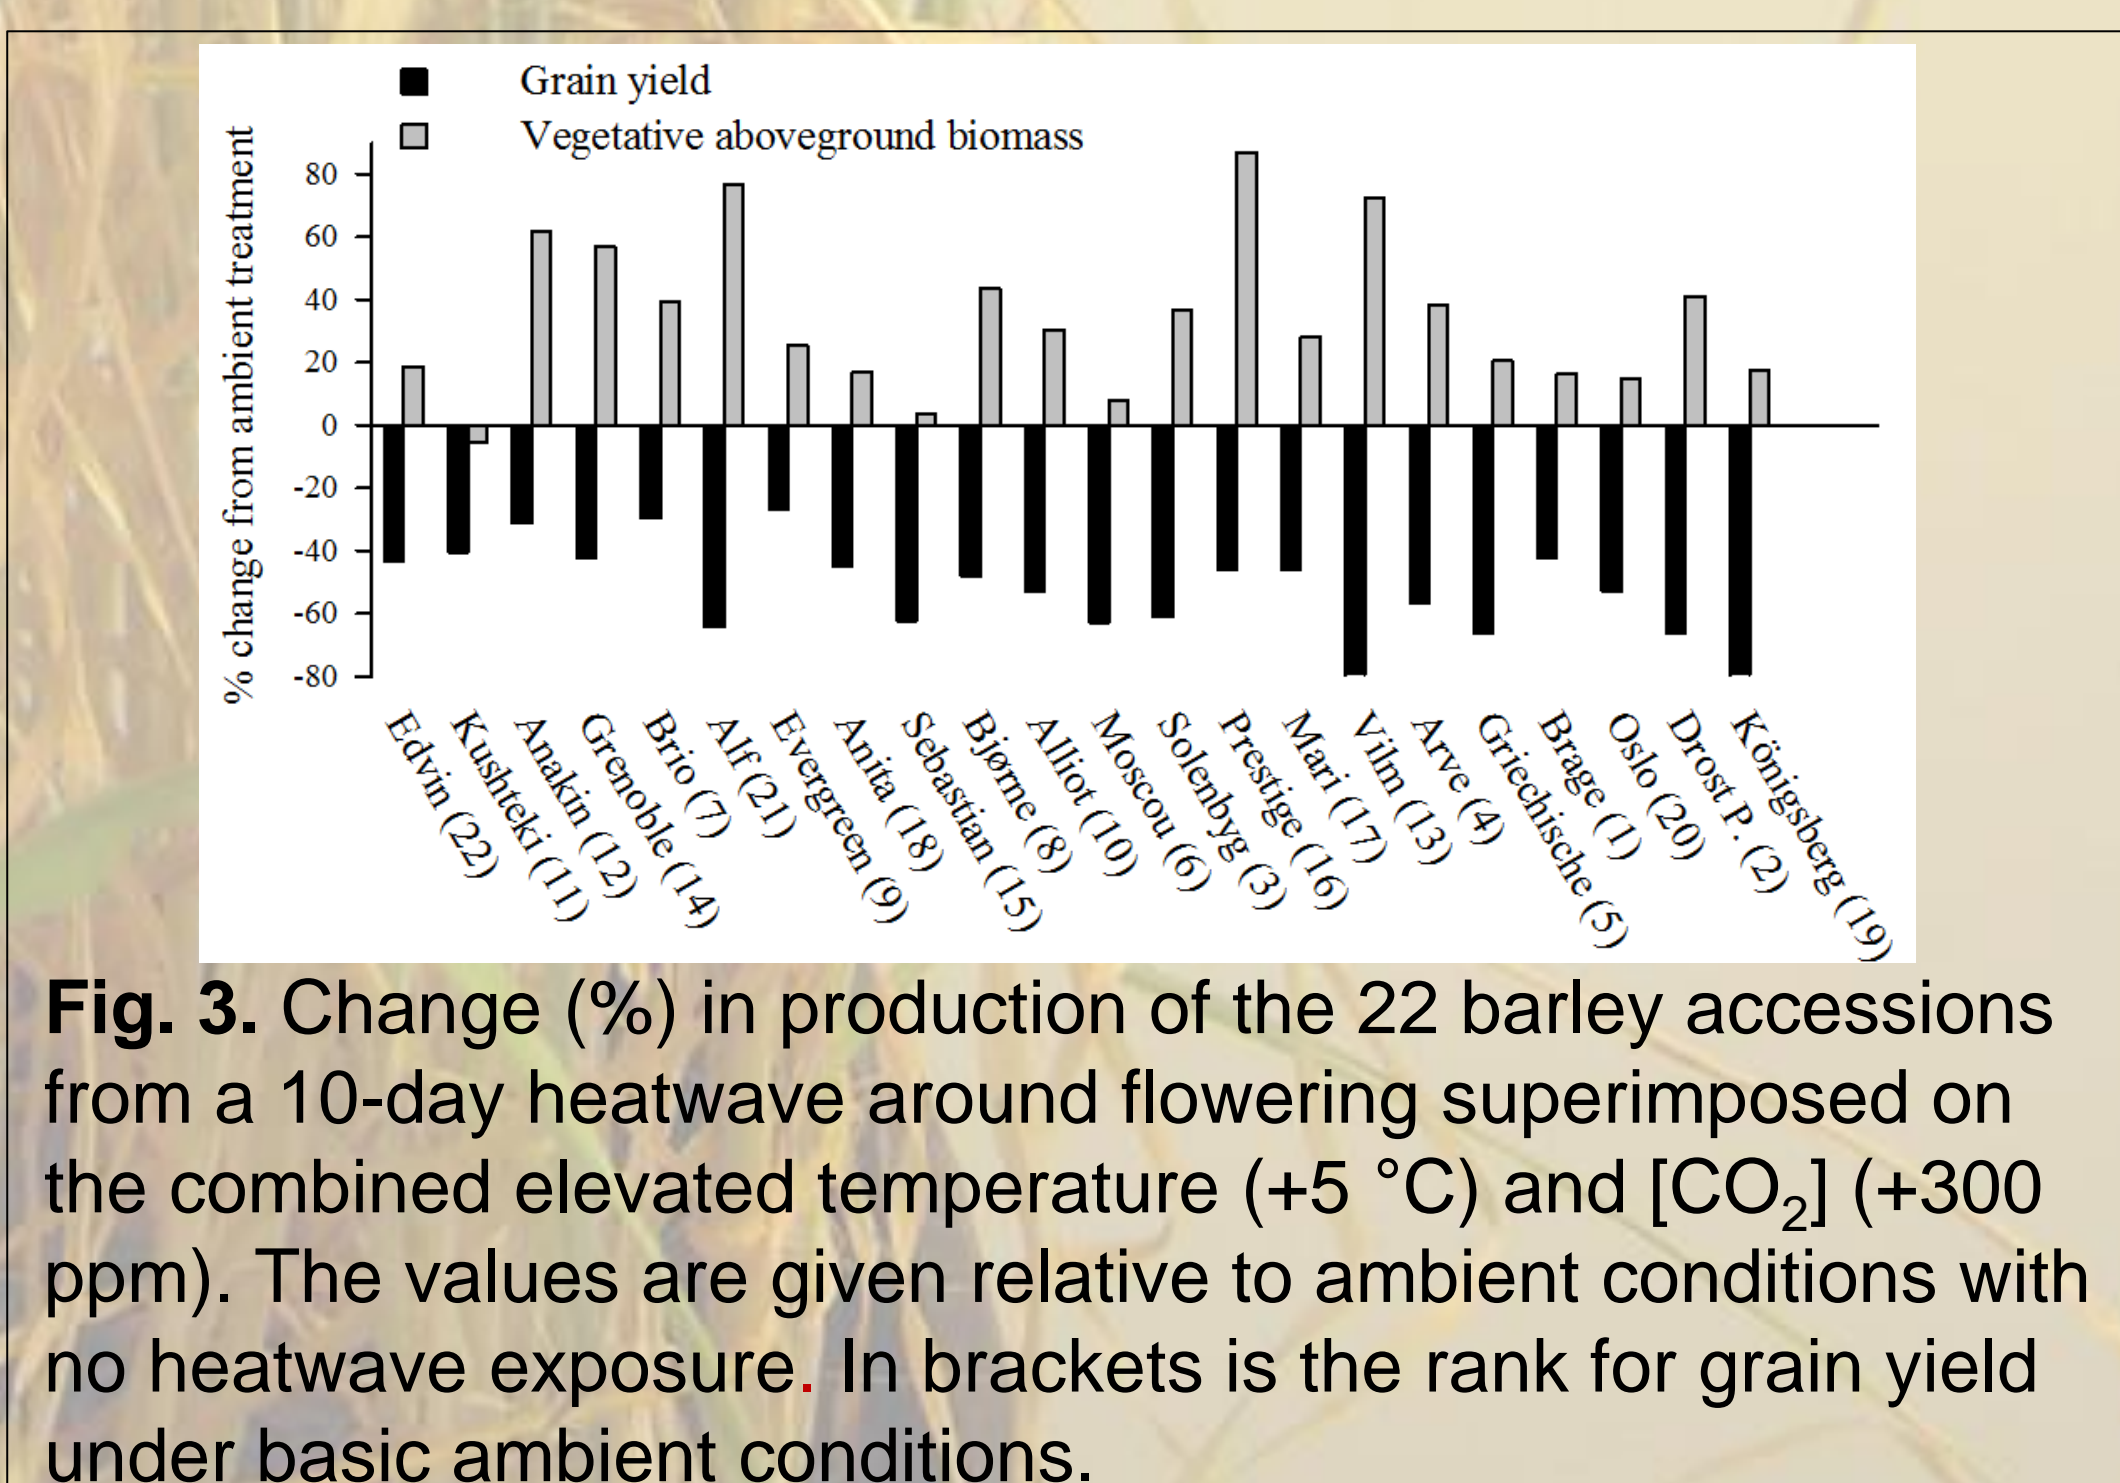 Grain yield
Vegetative aboveground biomass
% change from ambient treatment
80
60
40
20
0
-20
-40
-60
-80
Edvin (22)
Kushteki (11)
Anakin (12)
Grenoble (14)
Brio (7)
Alf (21)
Evergreen (9)
Anita (18)
Sebastian (15)
Bjørne (8)
Alliot (10)
Moscou (6)
Solenbyg (3)
Prestige (16)
Mari (17)
Vilm (13)
Arve (4)
Griechische (5)
Brage (1)
Oslo (20)
Drost P. (2)
Königsberg (19)
Fig. 3. Change (%) in production of the 22 barley accessions
from a 10-day heatwave around flowering superimposed on
the combined elevated temperature (+5 °C) and [CO₂] (+300
ppm). The values are given relative to ambient conditions with
no heatwave exposure. In brackets is the rank for grain yield
under basic ambient conditions.